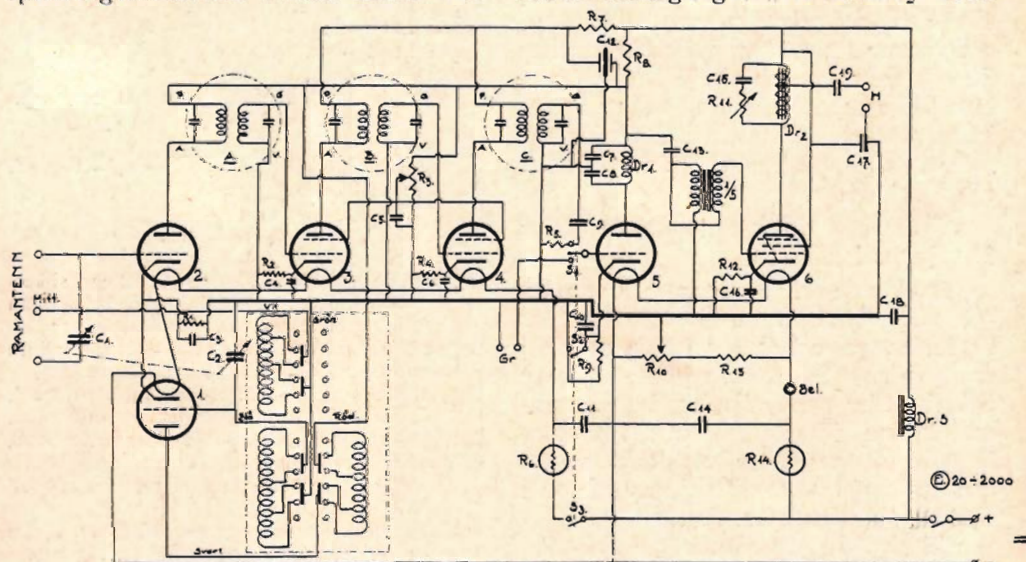 R7.
C12.
R8.
C15.
R11.
C19.
H
Dr2
C17.
A
B
C
A
V
A
V
A
V
R3.
C5.
C7.
C8.
Dr1.
C13.
1/5
R5.
C9
2
3
4
5
6
R2
C4.
R4.
C6.
S1.
R12.
C16.
C18
RAMANTENN
Mitt.
C1.
C3
C2
Vit
Grön
Gr
C10
S2
R9.
R10
R13
Bel.
1
C11
C14
R6.
R14.
Dr.3
S3.
E 20÷2000
+
Svart